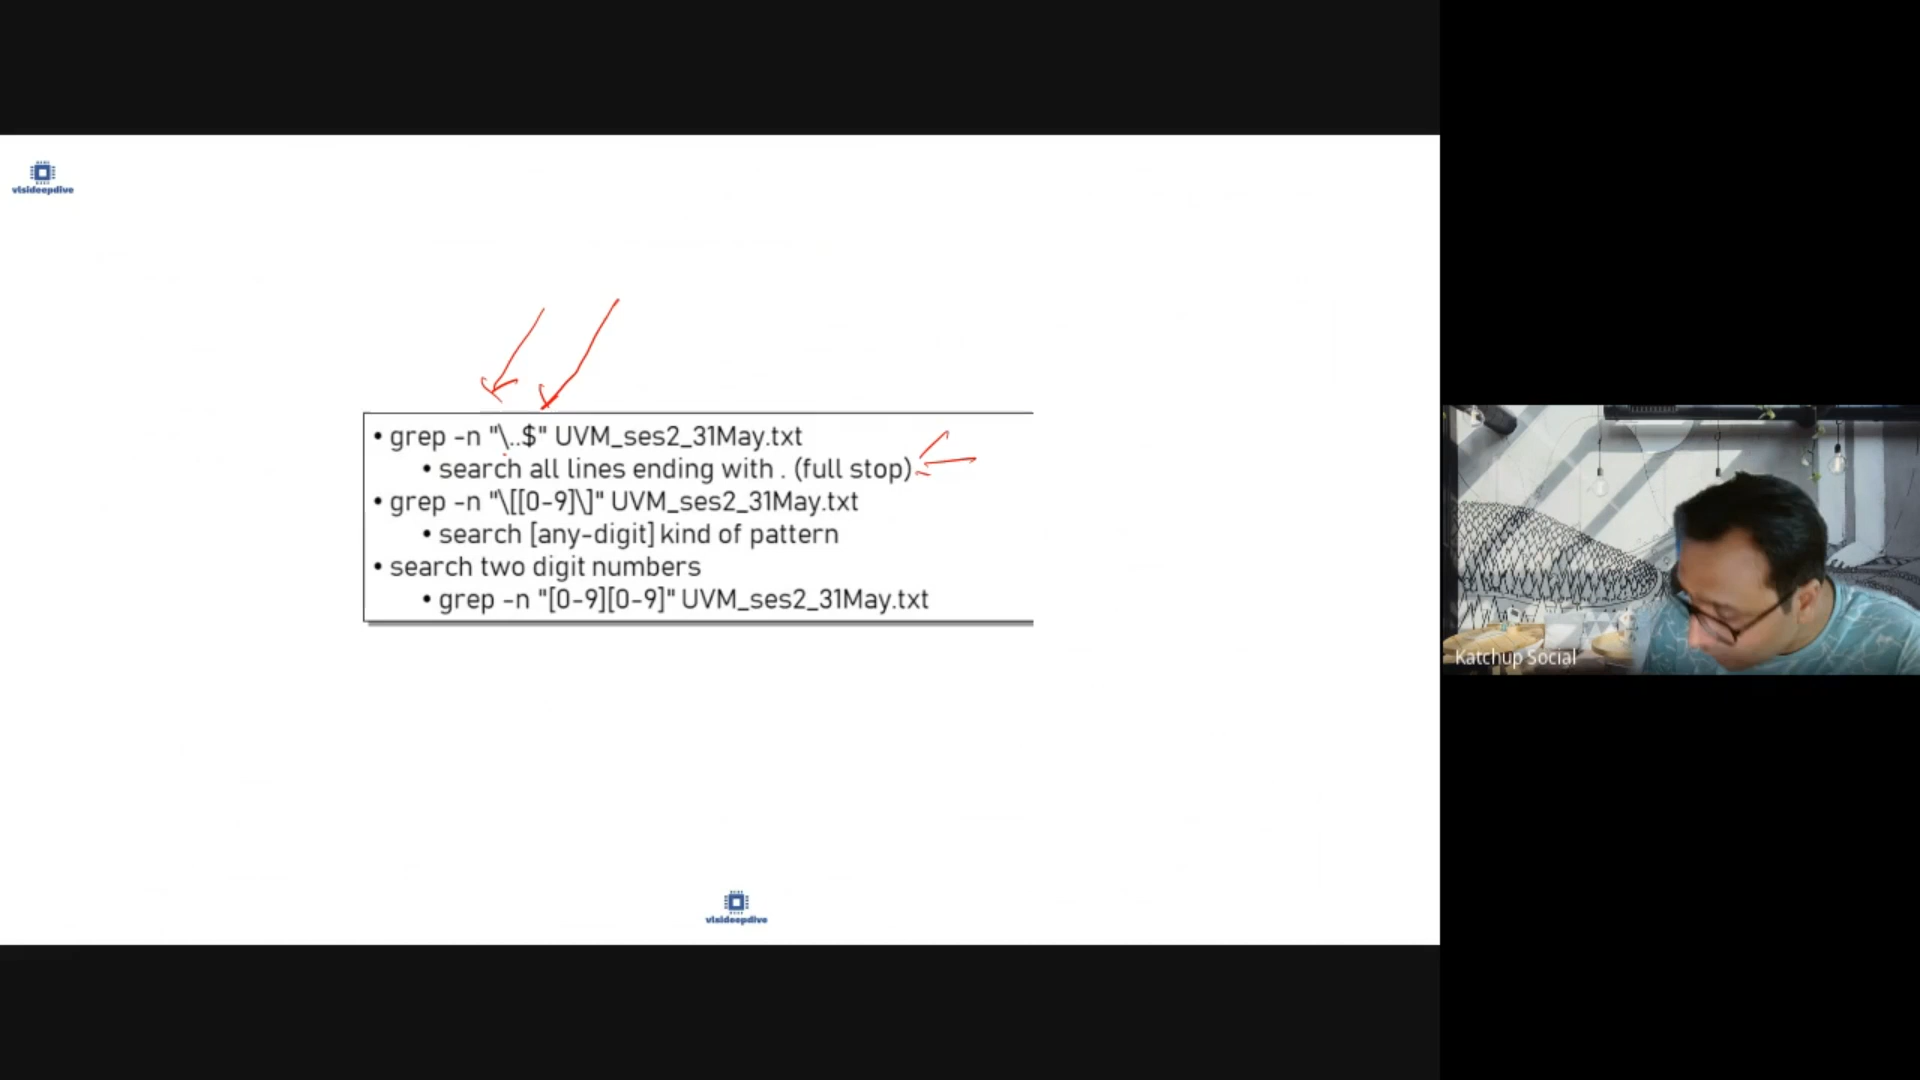 vlsideepdive
• grep -n "\..$" UVM_ses2_31May.txt
• search all lines ending with . (full stop)
• grep -n "\[[0-9]\]" UVM_ses2_31May.txt
• search [any-digit] kind of pattern
• search two digit numbers
• grep -n "[0-9][0-9]" UVM_ses2_31May.txt
Katchup Social
vlsideepdive